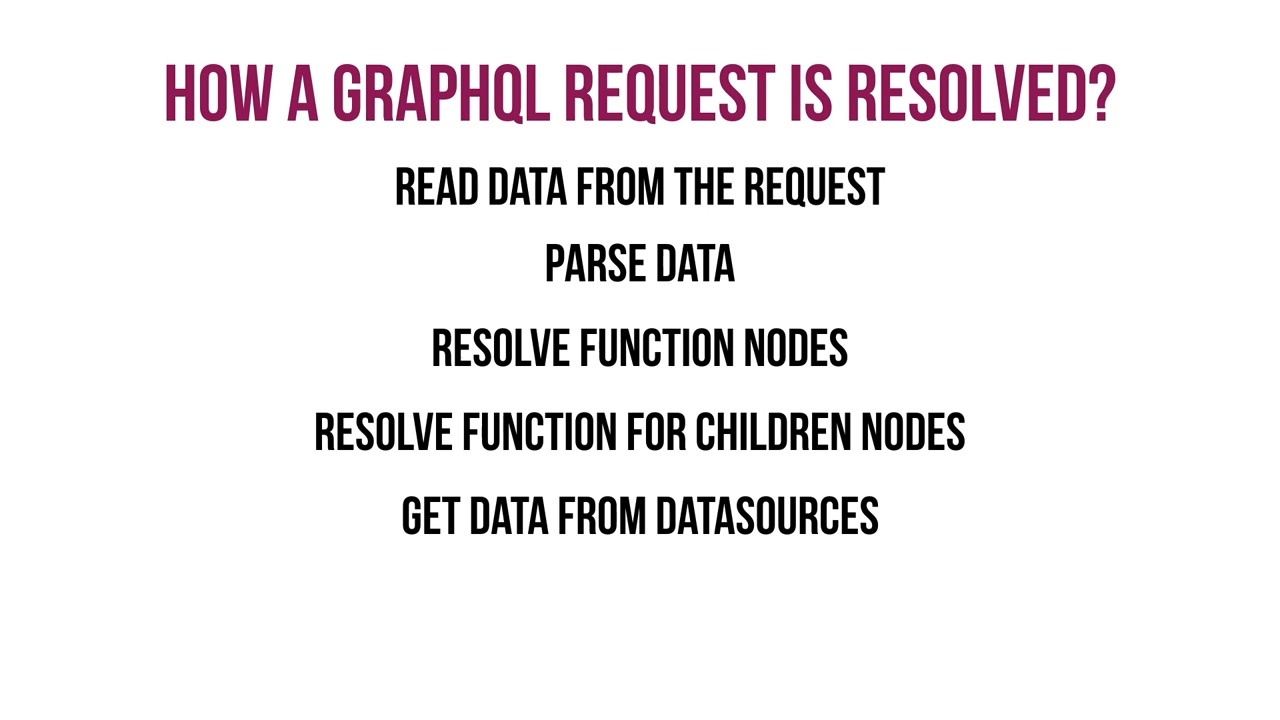 HOW A GRAPHQL REQUEST IS RESOLVED?
READ DATA FROM THE REQUEST
PARSE DATA
RESOLVE FUNCTION NODES
RESOLVE FUNCTION FOR CHILDREN NODES
GET DATA FROM DATASOURCES